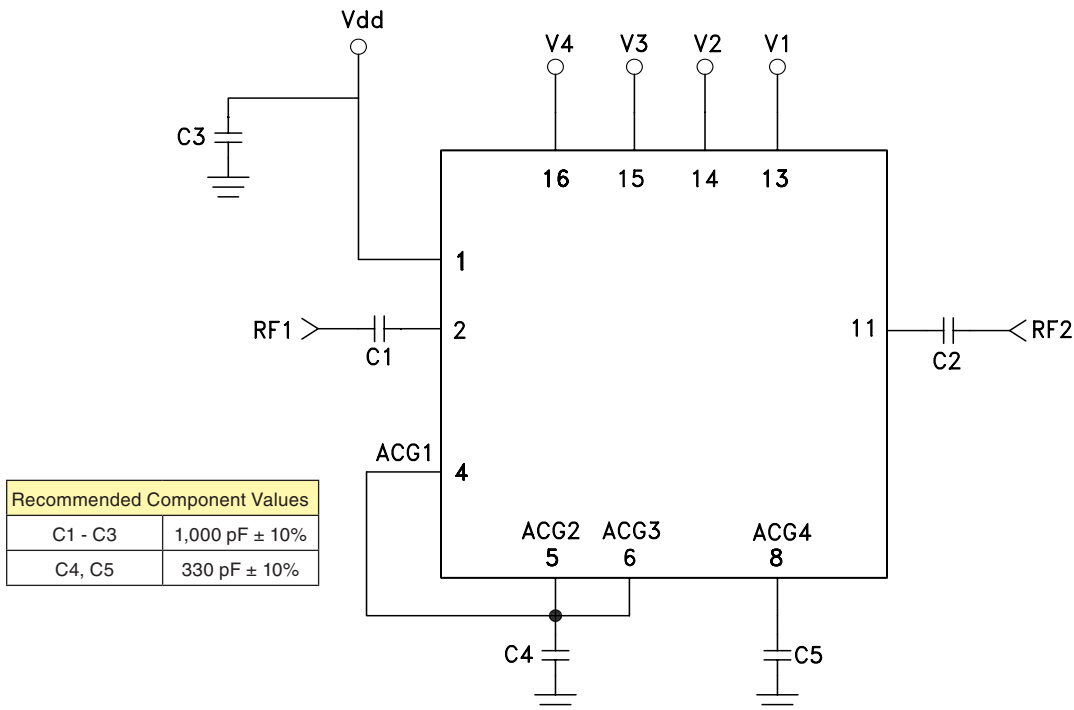 Vdd
V4 V3 V2 V1
C3
16 15 14 13
1
RF1 C1 2
11 C2 RF2
ACG1 4
Recommended Component Values
C1 - C3 1,000 pF ± 10%
C4, C5 330 pF ± 10%
ACG2 ACG3 ACG4
5 6 8
C4 C5